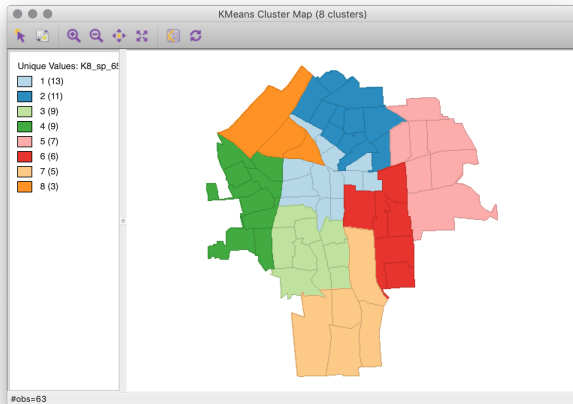 KMeans Cluster Map (8 clusters)
Unique Values: K8_sp_65
1 (13)
2 (11)
3 (9)
4 (9)
5 (7)
6 (6)
7 (5)
8 (3)
#obs=63